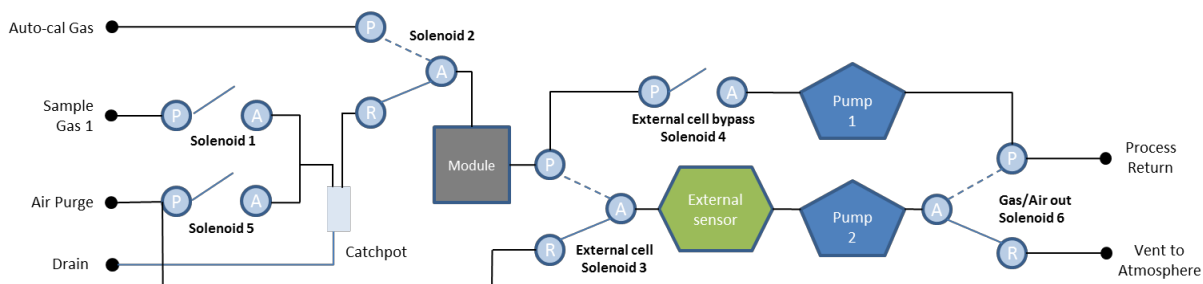 Auto-cal Gas
P
Solenoid 2
A
Sample
Gas 1
P
A
R
Solenoid 1
P
A
External cell bypass
Solenoid 4
Pump
1
Module
P
P
Process
Return
Air Purge
P
A
Solenoid 5
A
External
sensor
Pump
2
A
Gas/Air out
Solenoid 6
Drain
Catchpot
R
External cell
Solenoid 3
R
Vent to
Atmosphere